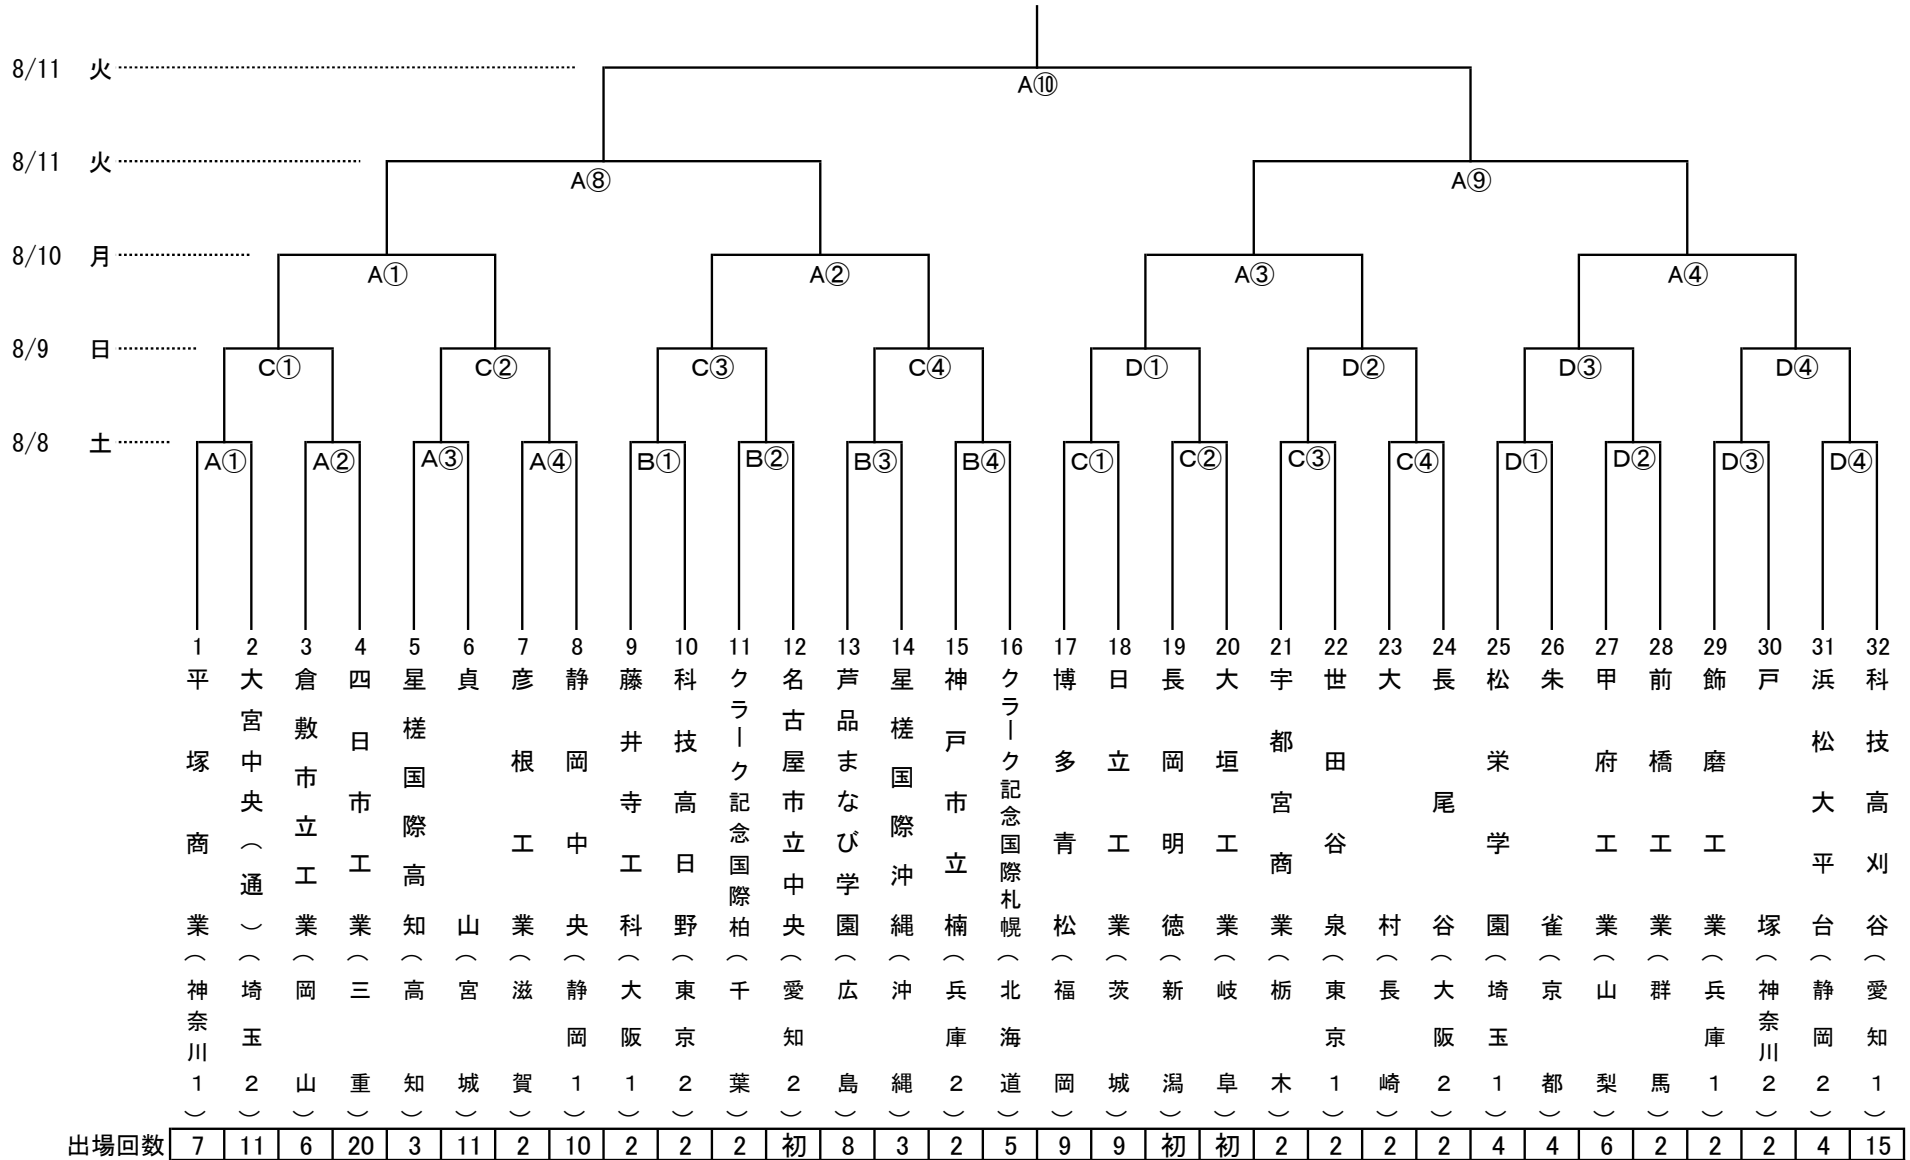 8/11 火
A⑩
8/11 火
A⑧ A⑨
8/10 月
A① A② A③ A④
8/9 日
C① C② C③ C④ D① D② D③ D④
8/8 土
A① A② A③ A④ B① B② B③ B④ C① C② C③ C④ D① D② D③ D④
1 平塚商業（神奈川1）
2 大宮中央（通）（埼玉2）
3 倉敷市立工業（岡山）
4 四日市工業（三重）
5 星槎国際高知（高知）
6 貞山（宮城）
7 彦根工業（滋賀）
8 静岡中央（静岡1）
9 藤井寺工科（大阪1）
10 科技高日野（東京2）
11 クラーク記念国際柏（千葉）
12 名古屋市立中央（愛知2）
13 芦品まなび学園（広島）
14 星槎国際沖縄（沖縄）
15 神戸市立楠（兵庫2）
16 クラーク記念国際札幌（北海道）
17 博多青松（福岡）
18 日立工業（茨城）
19 長岡明徳（新潟）
20 大垣工業（岐阜）
21 宇都宮商業（栃木）
22 世田谷泉（東京1）
23 大村（長崎）
24 長尾谷（大阪2）
25 松栄学園（埼玉1）
26 朱雀（京都）
27 甲府工業（山梨）
28 前橋工業（群馬）
29 飾磨工業（兵庫1）
30 戸塚（神奈川2）
31 浜松大平台（静岡2）
32 科技高刈谷（愛知1）
出場回数 7 11 6 20 3 11 2 10 2 2 2 初 8 3 2 5 9 9 初 初 2 2 2 2 4 4 6 2 2 2 4 15